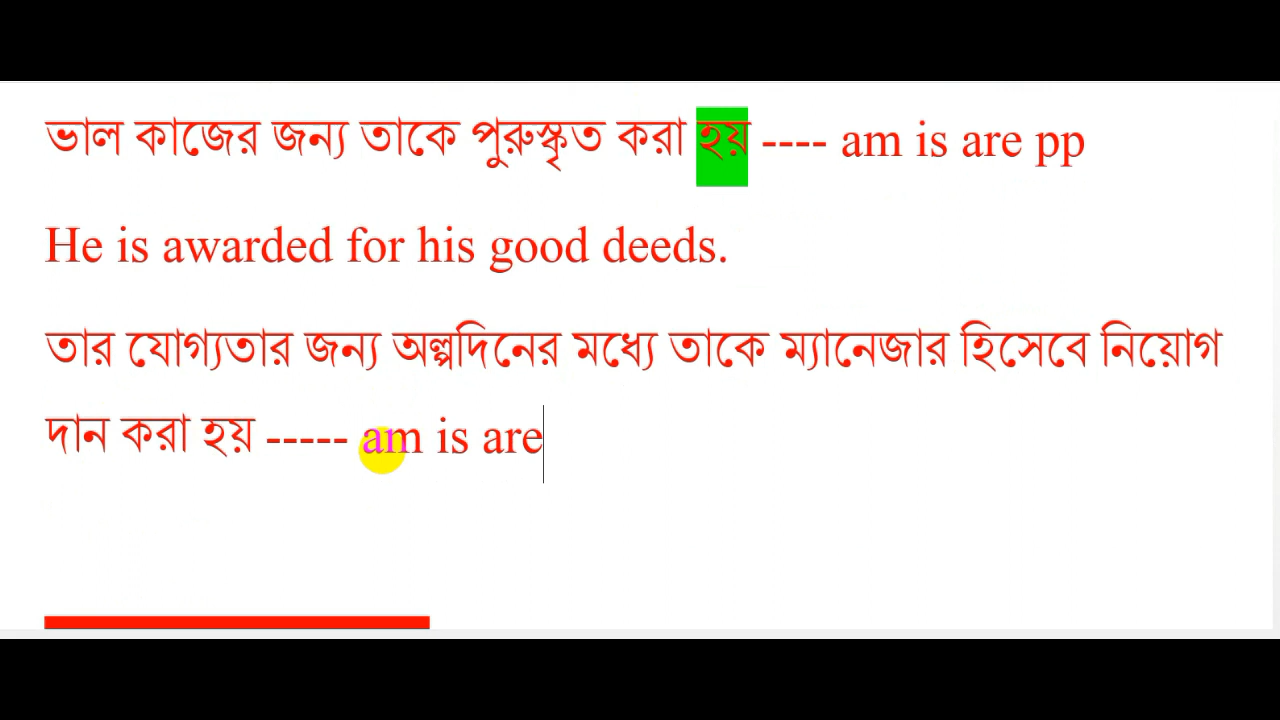 ভাল কাজের জন্য তাকে পুরুস্কৃত করা হয় ---- am is are pp
He is awarded for his good deeds.
তার যোগ্যতার জন্য অল্পদিনের মধ্যে তাকে ম্যানেজার হিসেবে নিয়োগ
দান করা হয় ----- am is are